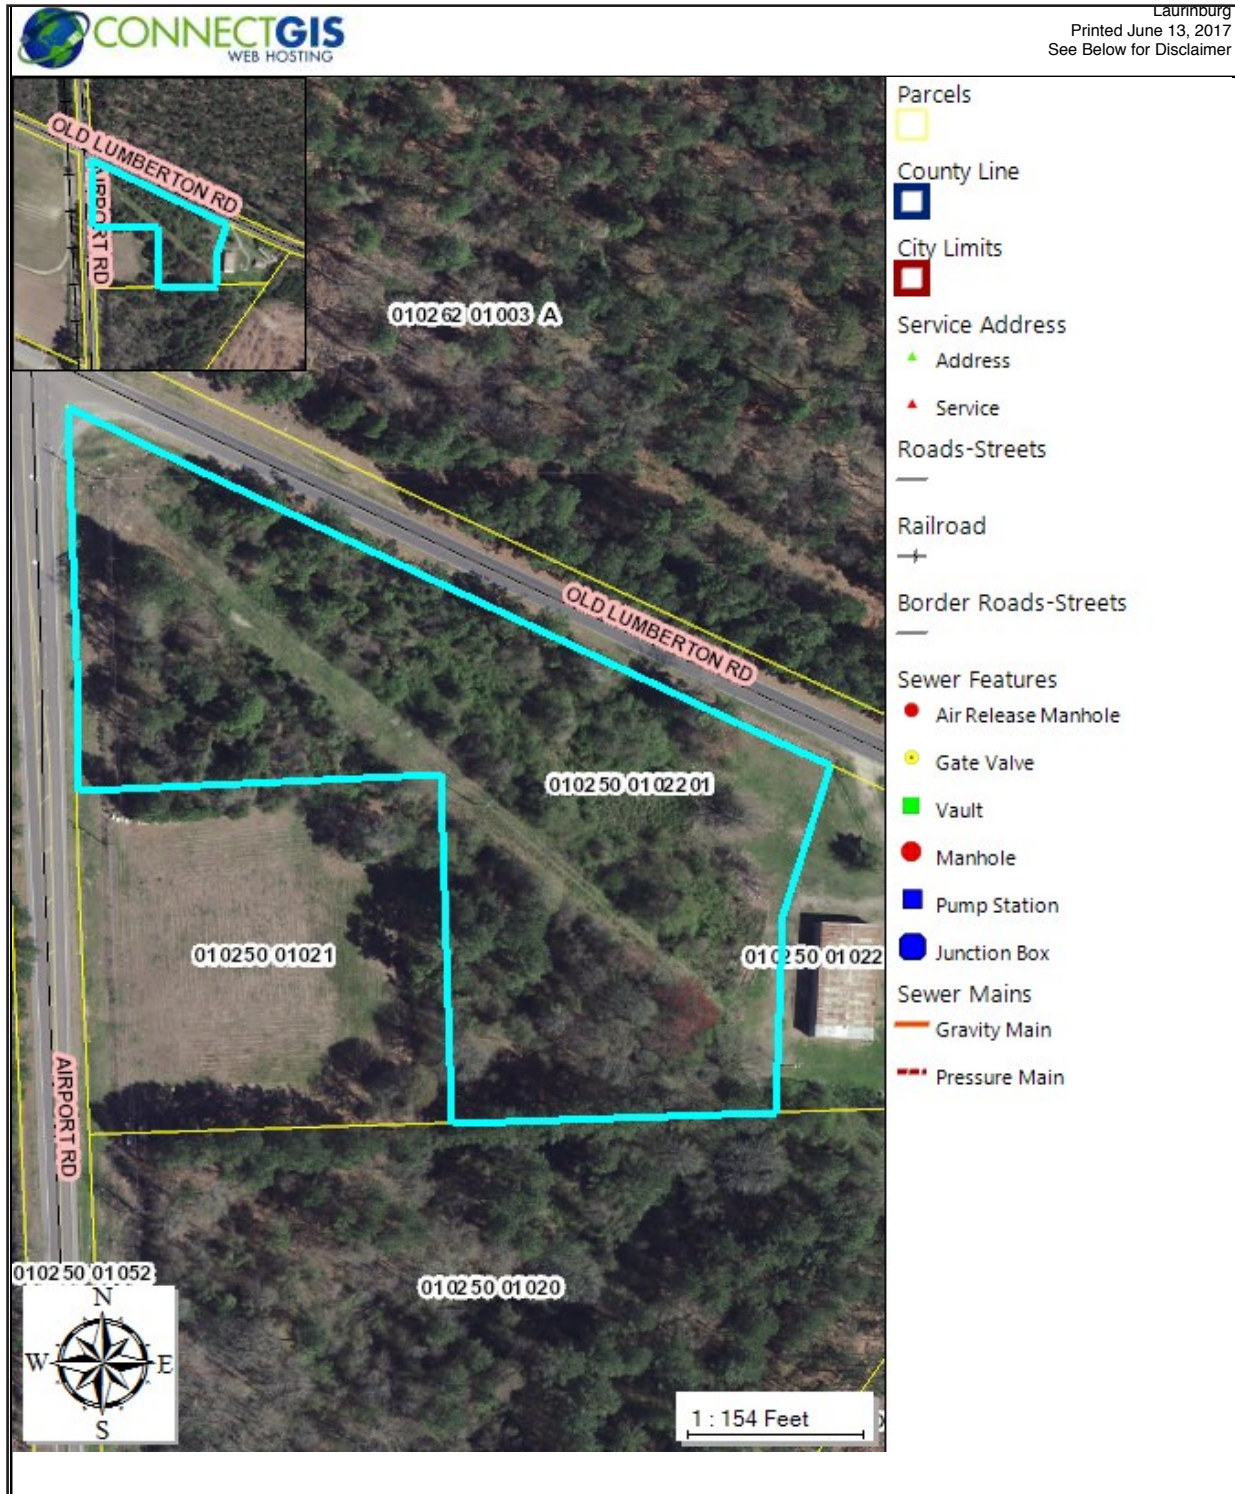 CONNECTGIS
WEB HOSTING
Laurinburg
Printed June 13, 2017
See Below for Disclaimer
OLD LUMBERTON RD
AIRPORT RD
010262 01003 A
OLD LUMBERTON RD
010250 01022 01
010250 01021
010250 01022
AIRPORT RD
010250 01052
010250 01020
N
W
E
S
1 : 154 Feet
Parcels
County Line
City Limits
Service Address
Address
Service
Roads-Streets
Railroad
Border Roads-Streets
Sewer Features
Air Release Manhole
Gate Valve
Vault
Manhole
Pump Station
Junction Box
Sewer Mains
Gravity Main
Pressure Main